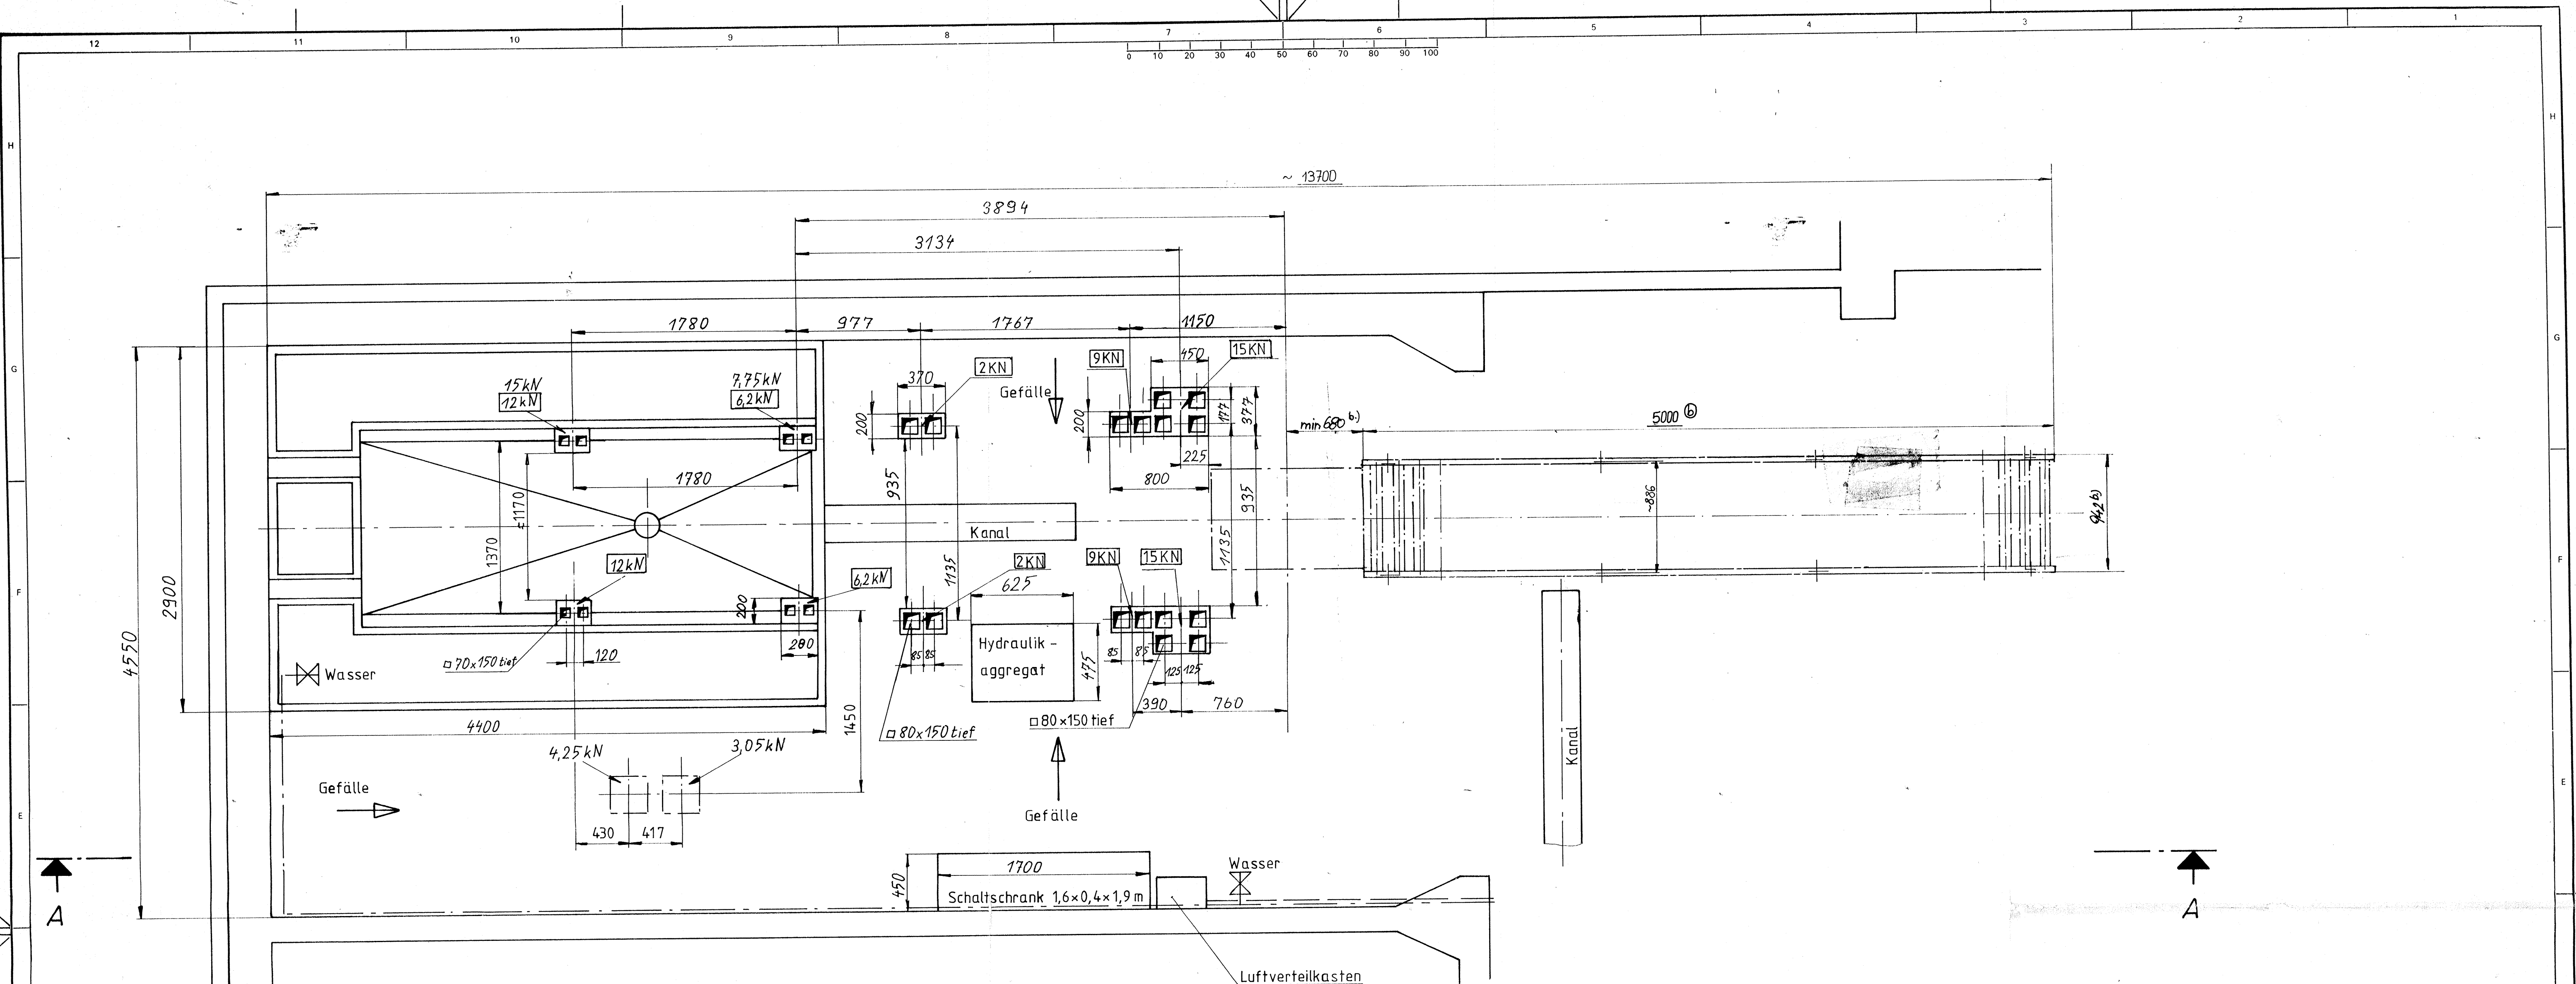 12 11 10 9 8 7 6 5 4 3 2 1
0 10 20 30 40 50 60 70 80 90 100
H H
~ 13700
3894
3134
1780 977 1767 1150
G G
15kN
12kN
7,75kN
6,2kN
370
2KN
200
Gefälle
9KN
450
15KN
200
177
377
min 680 b.)
5000 b
225
800
1780
935
935
≈1170
1370
~886
942 b.)
Kanal
1135
1135
F F
2900
4550
12kN
6,2kN
2KN
9KN
15KN
625
200
280
□ 70x150 tief
120
85 85
Hydraulik-
aggregat
475
85 85
125 125
Wasser
390 760
□ 80x150 tief
□ 80x150 tief
4400
1450
4,25kN
3,05kN
Kanal
Gefälle
Gefälle
E E
430 417
1700
450
Wasser
Schaltschrank 1,6x0,4x1,9 m
A A
Luftverteilkasten